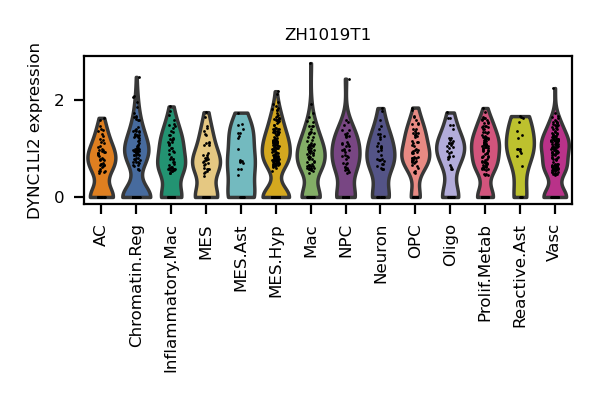 ZH1019T1
DYNC1LI2 expression
2
0
AC
Chromatin.Reg
Inflammatory.Mac
MES
MES.Ast
MES.Hyp
Mac
NPC
Neuron
OPC
Oligo
Prolif.Metab
Reactive.Ast
Vasc